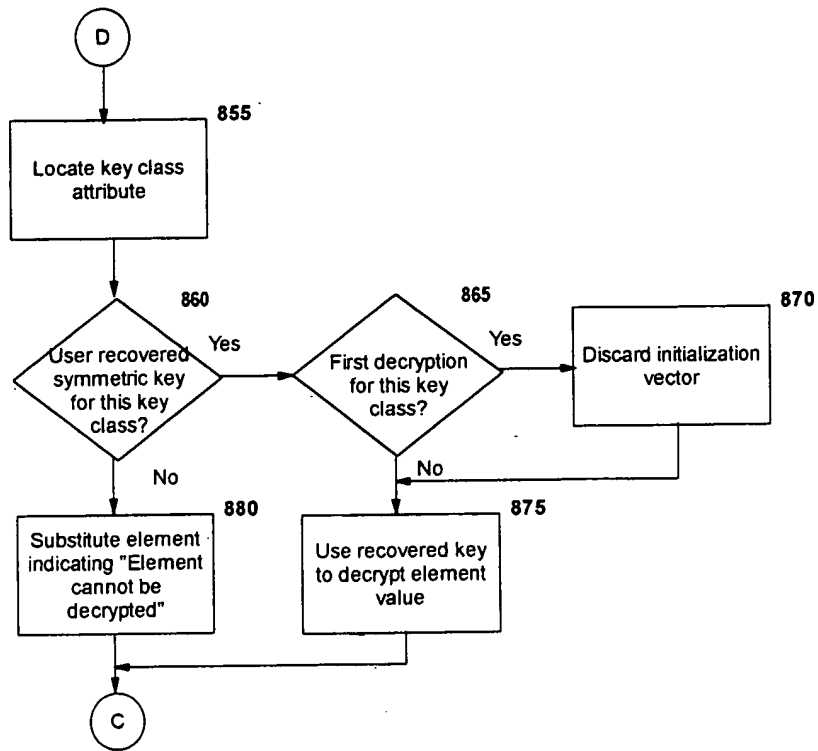 D
855
Locate key class
attribute
860
User recovered
symmetric key
for this key
class?
Yes
865
First decryption
for this key
class?
Yes
870
Discard initialization
vector
No
No
880
Substitute element
indicating "Element
cannot be
decrypted"
875
Use recovered key
to decrypt element
value
C